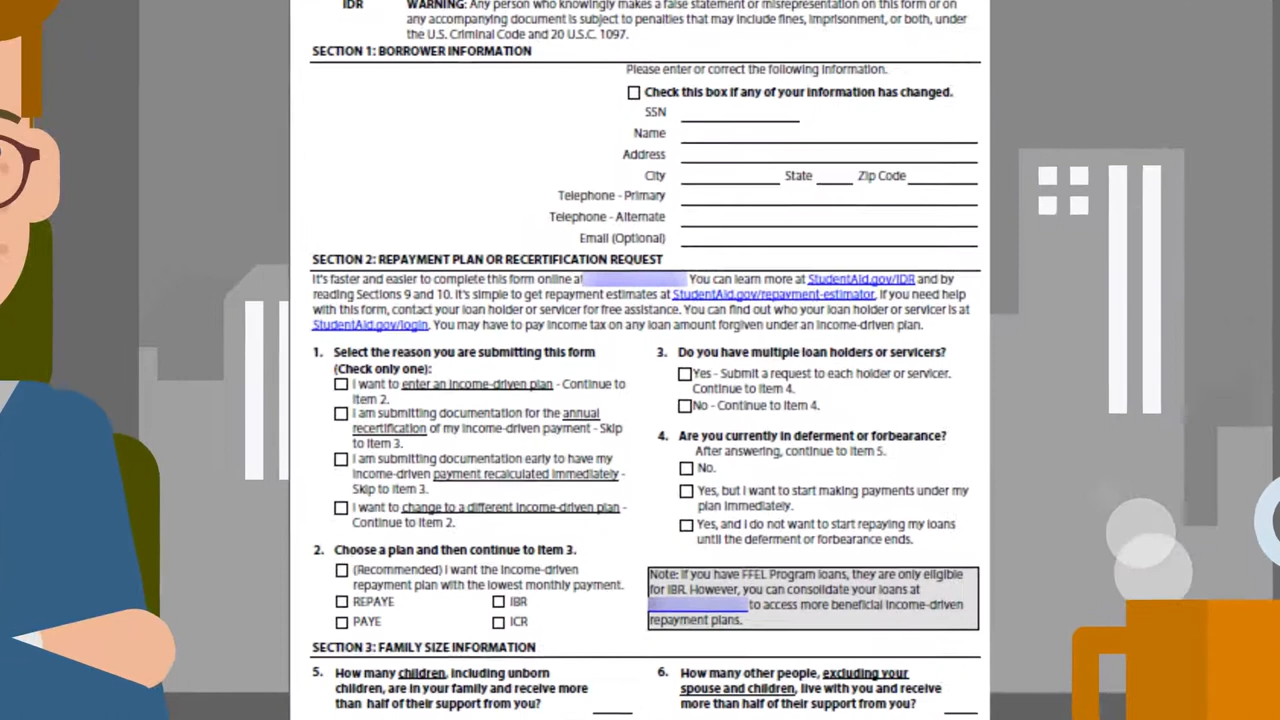 IDR
WARNING: Any person who knowingly makes a false statement or misrepresentation on this form or on
any accompanying document is subject to penalties that may include fines, imprisonment, or both, under
the U.S. Criminal Code and 20 U.S.C. 1097.
SECTION 1: BORROWER INFORMATION
Please enter or correct the following information.
Check this box if any of your information has changed.
SSN
Name
Address
City State Zip Code
Telephone - Primary
Telephone - Alternate
Email (Optional)
SECTION 2: REPAYMENT PLAN OR RECERTIFICATION REQUEST
It's faster and easier to complete this form online at You can learn more at StudentAid.gov/IDR and by
reading Sections 9 and 10. It's simple to get repayment estimates at StudentAid.gov/repayment-estimator. If you need help
with this form, contact your loan holder or servicer for free assistance. You can find out who your loan holder or servicer is at
StudentAid.gov/login. You may have to pay income tax on any loan amount forgiven under an income-driven plan.
1. Select the reason you are submitting this form
(Check only one):
I want to enter an income-driven plan - Continue to
Item 2.
I am submitting documentation for the annual
recertification of my income-driven payment - Skip
to Item 3.
I am submitting documentation early to have my
income-driven payment recalculated immediately -
Skip to Item 3.
I want to change to a different income-driven plan -
Continue to Item 2.
2. Choose a plan and then continue to Item 3.
(Recommended) I want the income-driven
repayment plan with the lowest monthly payment.
REPAYE IBR
PAYE ICR
3. Do you have multiple loan holders or servicers?
Yes - Submit a request to each holder or servicer.
Continue to Item 4.
No - Continue to Item 4.
4. Are you currently in deferment or forbearance?
After answering, continue to Item 5.
No.
Yes, but I want to start making payments under my
plan immediately.
Yes, and I do not want to start repaying my loans
until the deferment or forbearance ends.
Note: If you have FFEL Program loans, they are only eligible
for IBR. However, you can consolidate your loans at
to access more beneficial income-driven
repayment plans.
SECTION 3: FAMILY SIZE INFORMATION
5. How many children, including unborn
children, are in your family and receive more
than half of their support from you?
6. How many other people, excluding your
spouse and children, live with you and receive
more than half of their support from you?